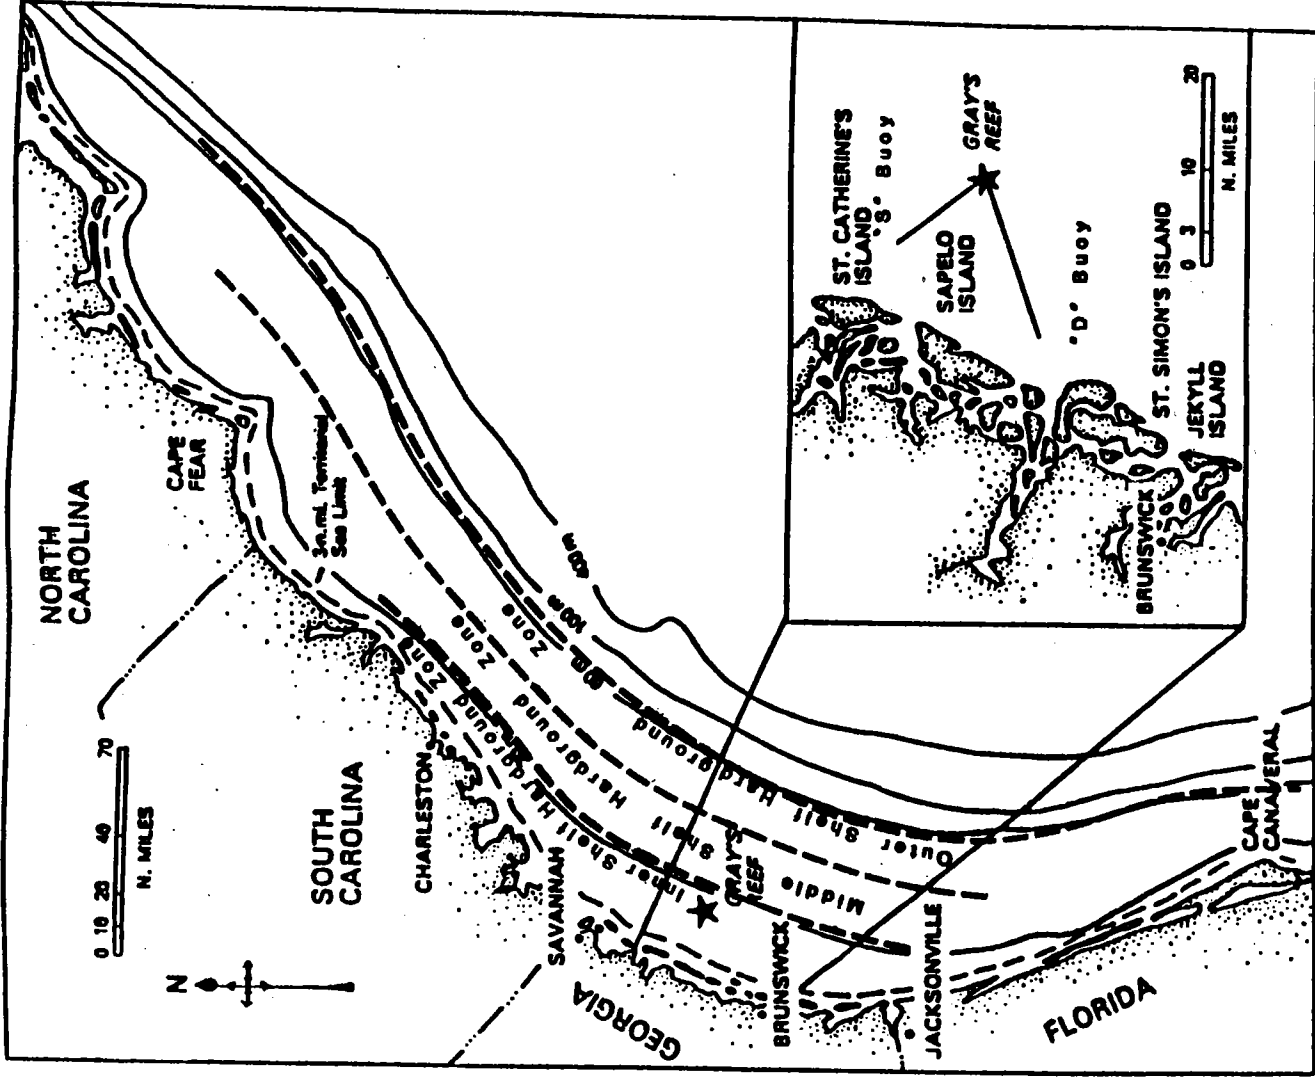 NORTH
CAROLINA
CAPE
FEAR
3 n.mi. Territorial
Sea Limit
SOUTH
CAROLINA
CHARLESTON
0 10 20 40 70
N. MILES
N
SAVANNAH
GEORGIA
BRUNSWICK
JACKSONVILLE
FLORIDA
CAPE
CANAVERAL
GRAY'S
REEF
Inner Shelf Hardground Zone
Middle Shelf Hardground Zone
Outer Shelf Hardground Zone
100 m
400 m
ST. CATHERINE'S
ISLAND
"S" Buoy
GRAY'S
REEF
SAPELO
ISLAND
"D" Buoy
ST. SIMON'S ISLAND
JEKYLL
ISLAND
BRUNSWICK
0 3 10 20
N. MILES